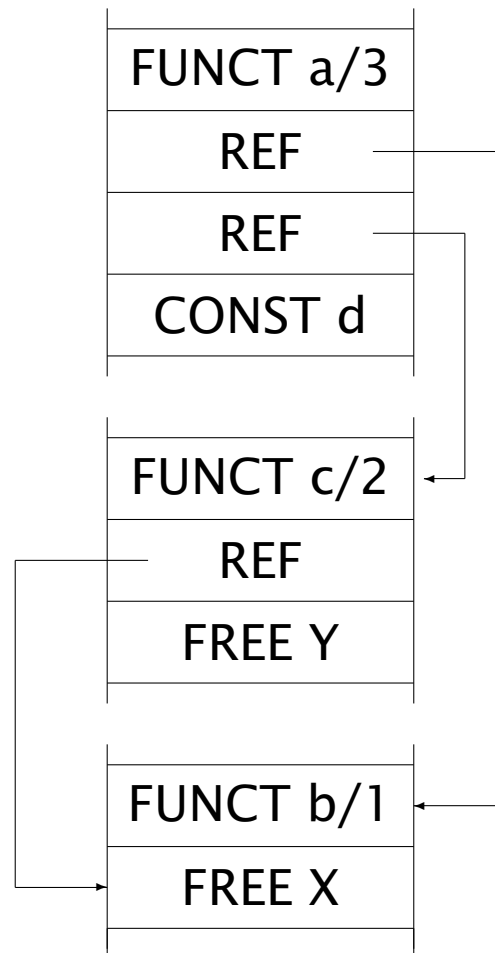 FUNCT a/3
REF
REF
CONST d
FUNCT c/2
REF
FREE Y
FUNCT b/1
FREE X